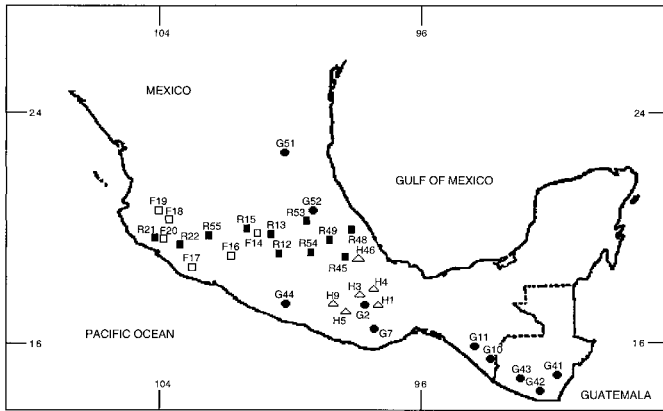 104 96
MEXICO
24 24
G51
GULF OF MEXICO
F19 F18 G52
R53
R21 F20 R22 R55 R15 F14 R13 R49 R48
F16 R12 R54 R45 H46
F17
H3 H4
G44 H9 H5 G2 H1
G7
PACIFIC OCEAN
16 16
G11 G10
G43 G42 G41
GUATEMALA
104 96